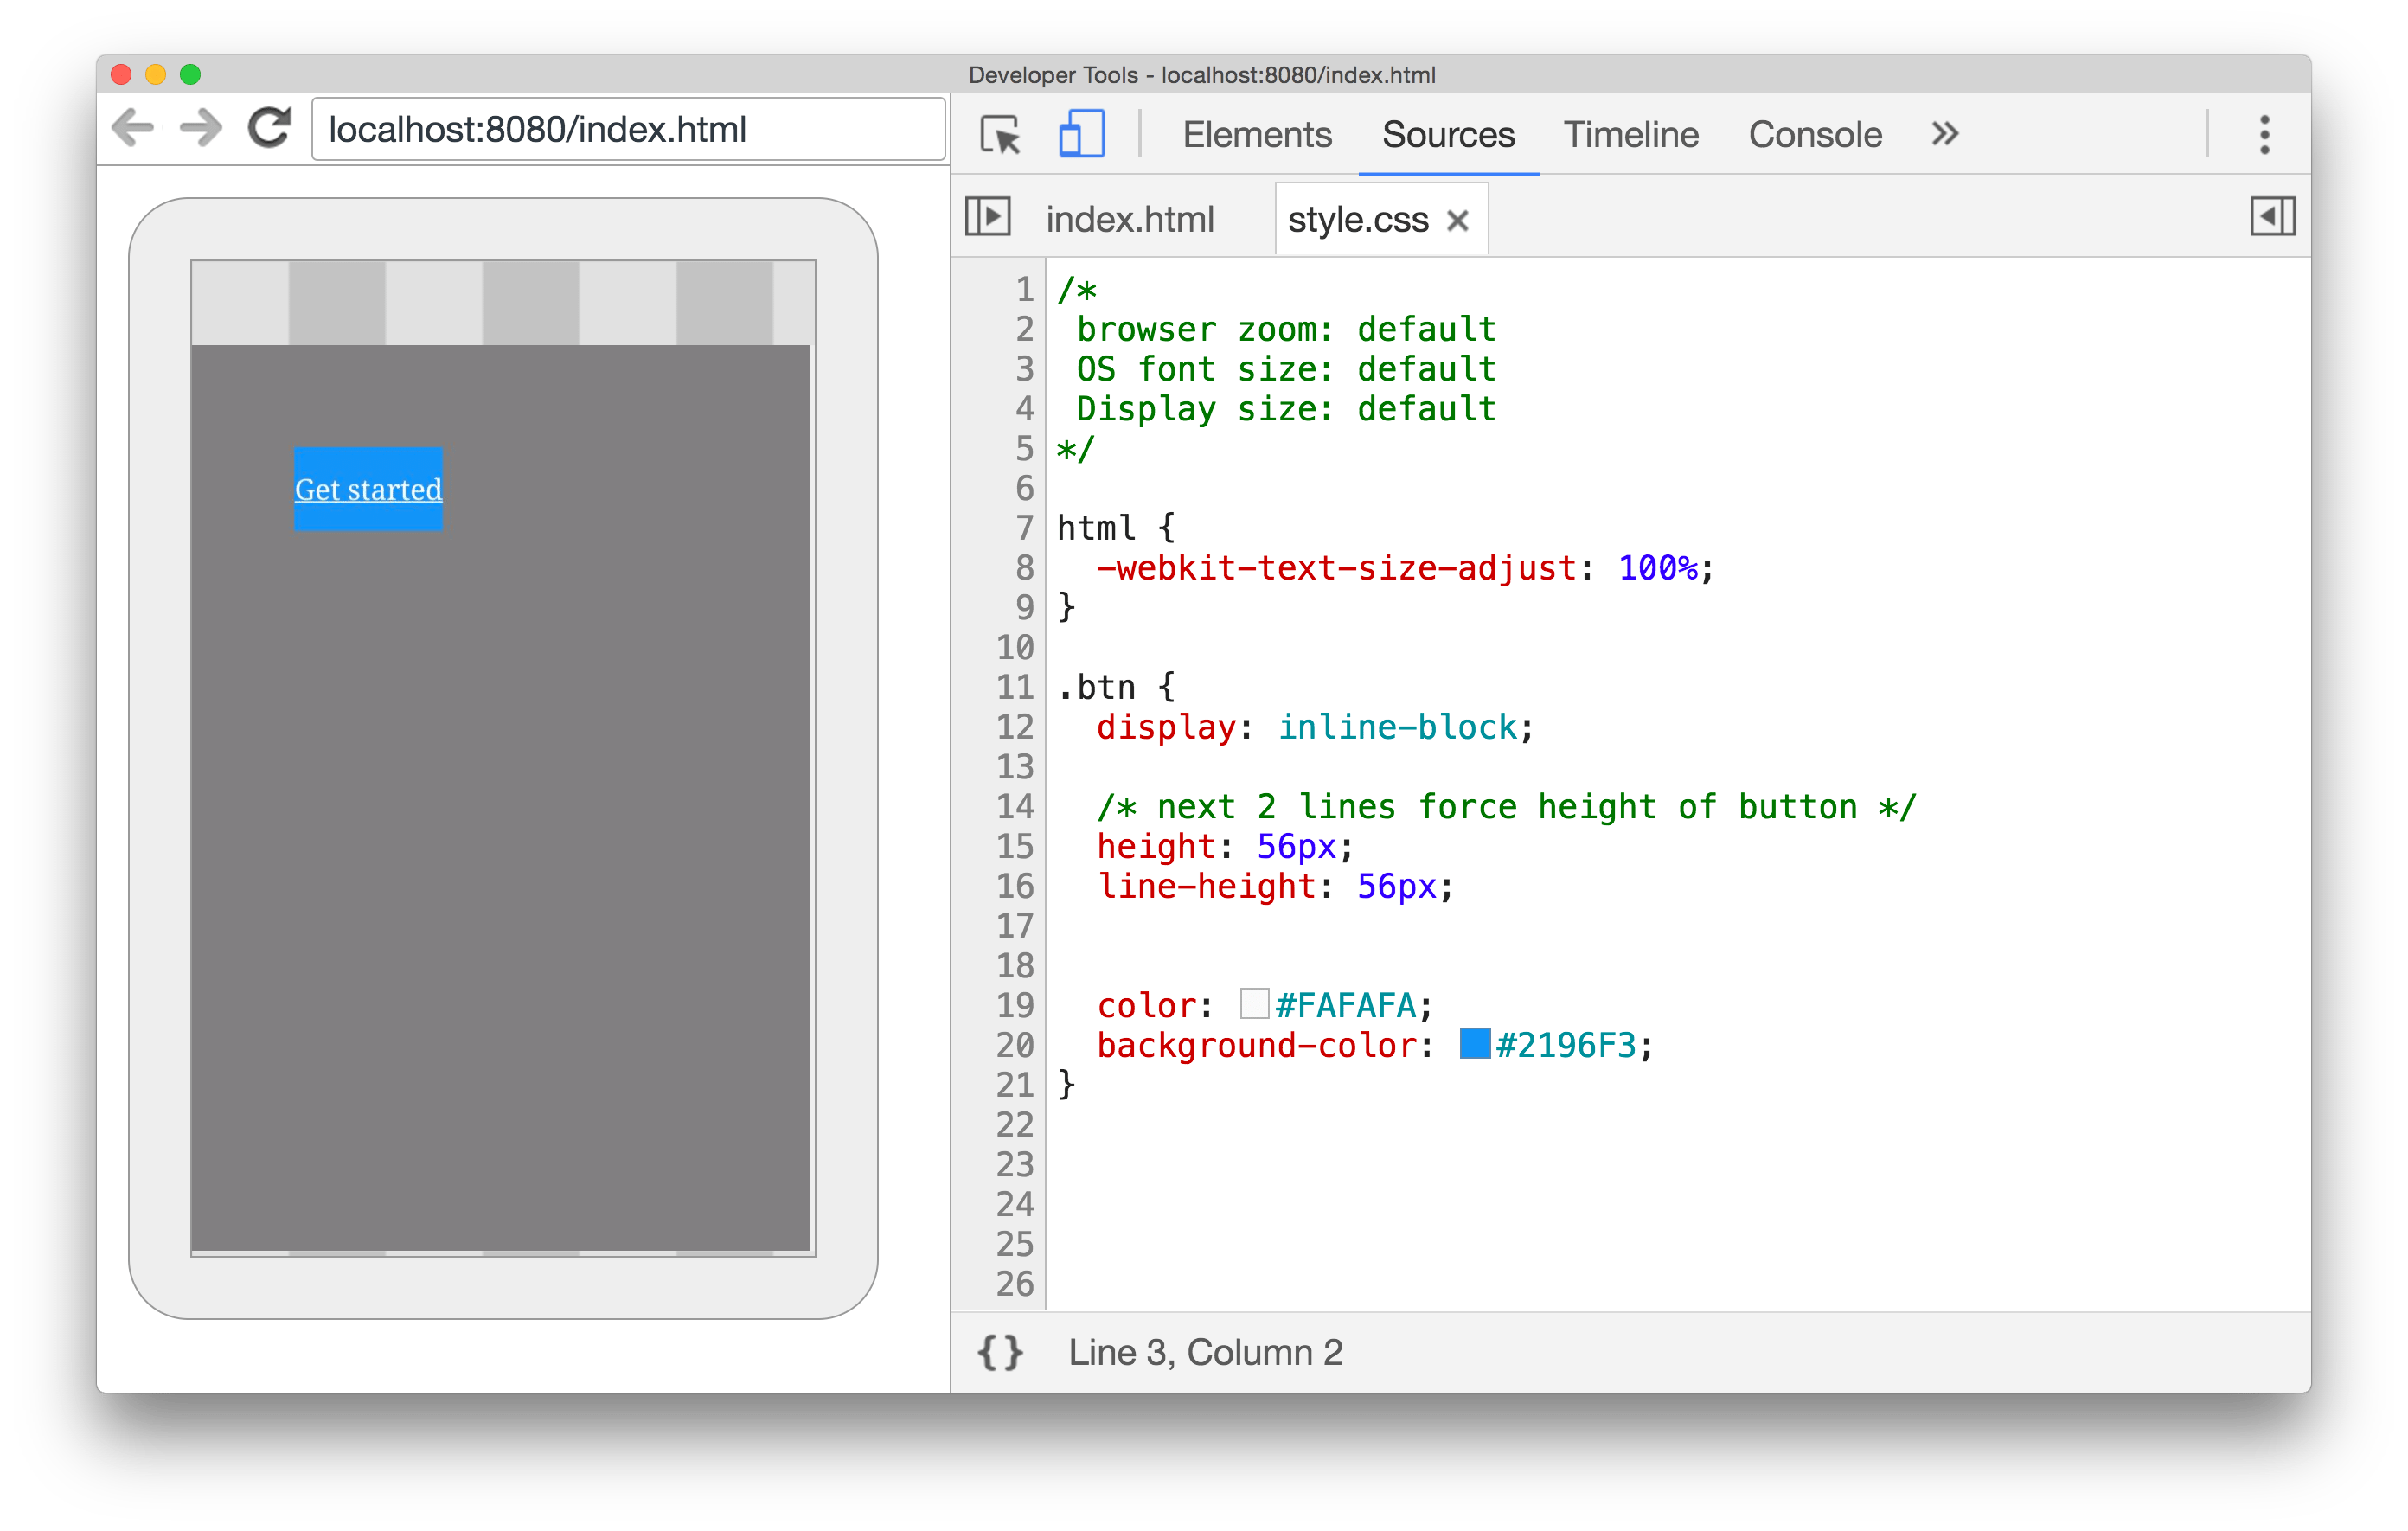 Developer Tools - localhost:8080/index.html
localhost:8080/index.html
Elements Sources Timeline Console »
index.html style.css ×
Get started
1 /*
2 browser zoom: default
3 OS font size: default
4 Display size: default
5 */
6
7 html {
8 -webkit-text-size-adjust: 100%;
9 }
10
11 .btn {
12 display: inline-block;
13
14 /* next 2 lines force height of button */
15 height: 56px;
16 line-height: 56px;
17
18
19 color: #FAFAFA;
20 background-color: #2196F3;
21 }
22
23
24
25
26
{} Line 3, Column 2